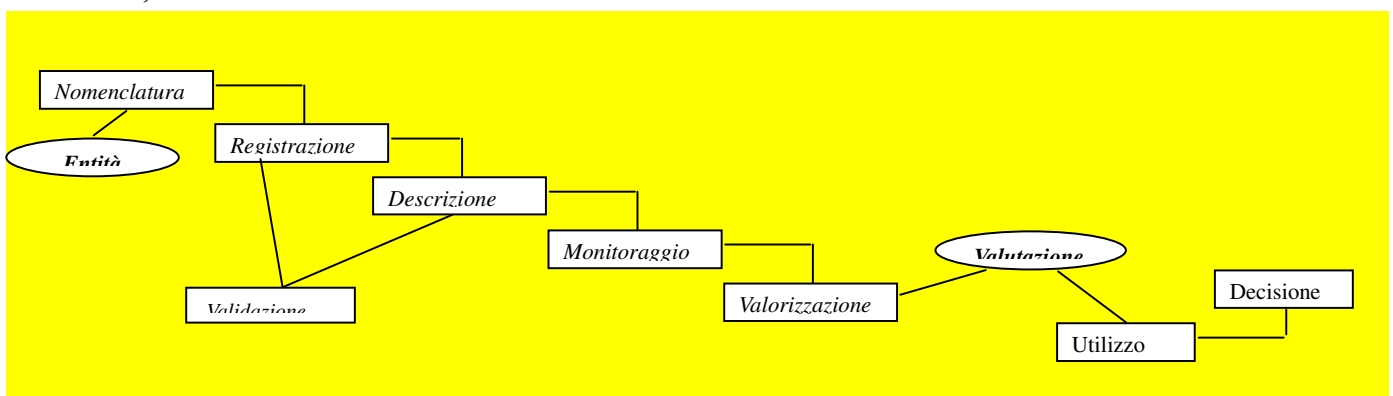 Nomenclatura
Entità
Registrazione
Descrizione
Monitoraggio
Validazione
Valorizzazione
Valutazione
Utilizzo
Decisione